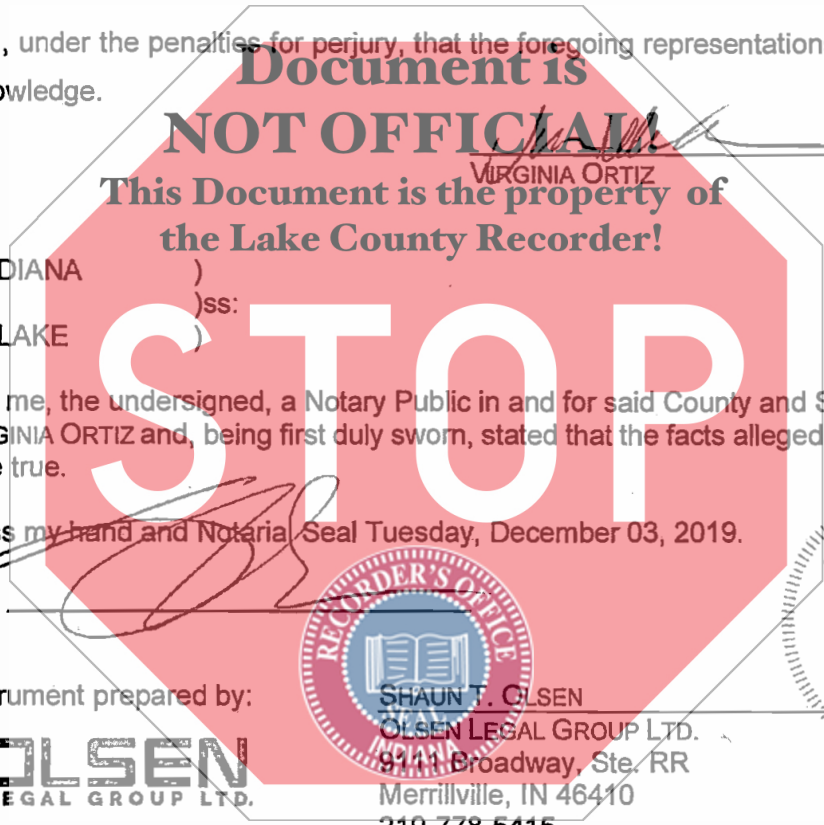 , under the penalties for perjury, that the foregoing representation
owledge.
Document is
NOT OFFICIAL!
VIRGINIA ORTIZ
This Document is the property of
the Lake County Recorder!
DIANA )
)ss:
LAKE )
STOP
me, the undersigned, a Notary Public in and for said County and S
GINIA ORTIZ and, being first duly sworn, stated that the facts alleged
e true.
s my hand and Notarial Seal Tuesday, December 03, 2019.
RECORDER'S OFFICE
SEAL
INDIANA
rument prepared by:
SHAUN T. OLSEN
OLSEN LEGAL GROUP LTD.
9111 Broadway, Ste. RR
Merrillville, IN 46410
219-778-5415
OLSEN
EGAL GROUP LTD.